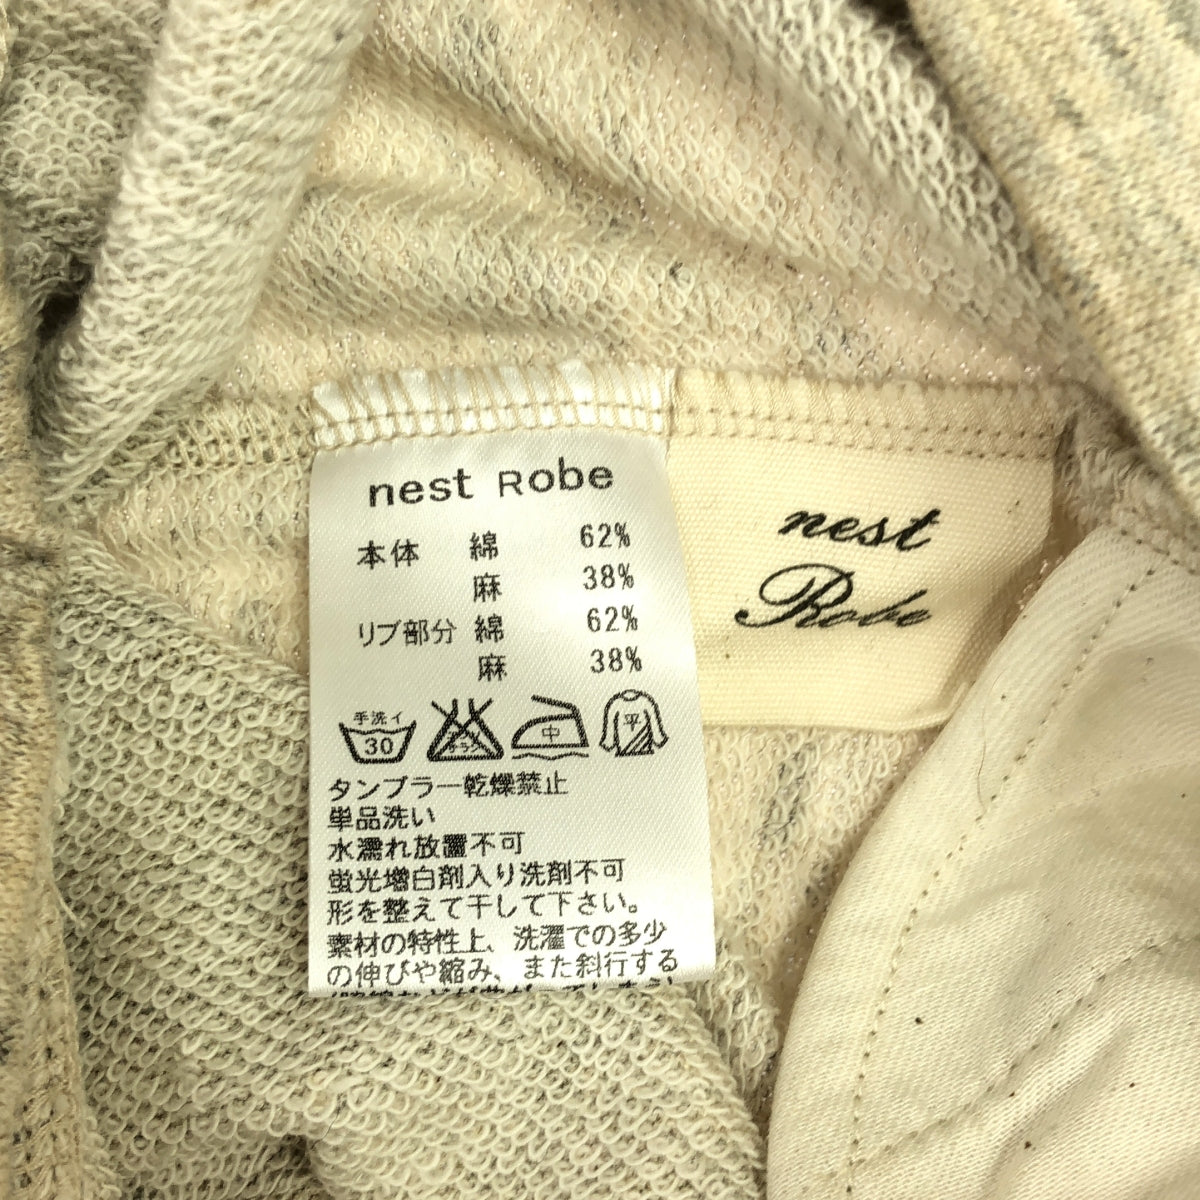 nest Robe
本体 綿 62%
麻 38%
リブ部分 綿 62%
麻 38%
手洗イ
30
中
平
タンブラー乾燥禁止
単品洗い
水濡れ放置不可
蛍光増白剤入り洗剤不可
形を整えて干して下さい。
素材の特性上、洗濯での多少
の伸びや縮み、また斜行する
nest
Robe